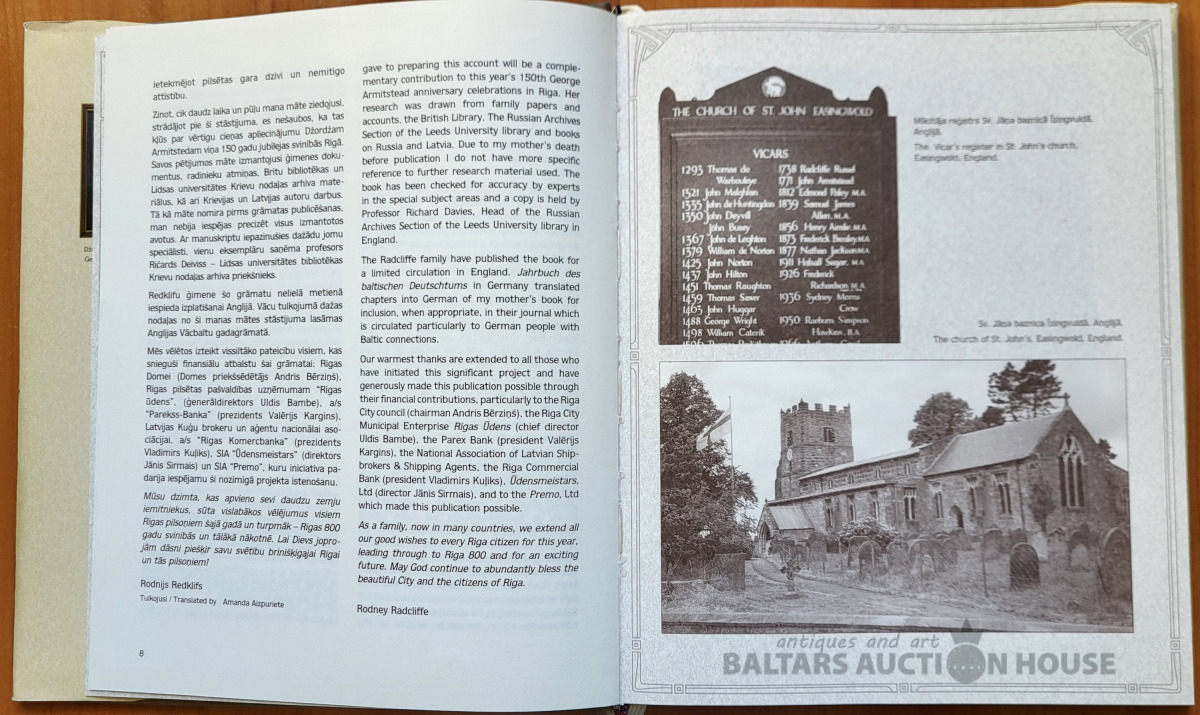 ietekmējot pilsētas gara dzīvi un nemitīgo
attīstību.
Zinot, cik daudz laika un pūļu mana māte ziedojusi,
strādājot pie šī stāstījuma, es nešaubos, ka tas
kļūs par vērtīgu cieņas apliecinājumu Džordžam
Armitstedam viņa 150 gadu jubilejas svinībās Rīgā.
Savos pētījumos māte izmantojusi ģimenes doku-
mentus, radinieku atmiņas, Britu bibliotēkas un
Līdsas universitātes Krievu nodaļas arhīva mate-
riālus, kā arī Krievijas un Latvijas autoru darbus.
Tā kā māte nomira pirms grāmatas publicēšanas,
man nebija iespējas precizēt visus izmantotos
avotus. Ar manuskriptu iepazinušies dažādu jomu
speciālisti, vienu eksemplāru saņēma profesors
Ričards Deiviss – Līdsas universitātes bibliotēkas
Krievu nodaļas arhīva priekšnieks.
Redklifu ģimene šo grāmatu nelielā metienā
iespieda izplatīšanai Anglijā. Vācu tulkojumā dažas
nodaļas no šī manas mātes stāstījuma lasāmas
Anglijas Vācbaltu gadagrāmatā.
Mēs vēlētos izteikt vissiltāko pateicību visiem, kas
snieguši finansiālu atbalstu šai grāmatai: Rīgas
Domei (Domes priekšsēdētājs Andris Bērziņš),
Rīgas pilsētas pašvaldības uzņēmumam "Rīgas
ūdens", (ģenerāldirektors Uldis Bambe), a/s
"Parekss-Banka" (prezidents Valērijs Kargins),
Latvijas Kuģu brokeru un aģentu nacionālai aso-
ciācijai, a/s "Rīgas Komercbanka" (prezidents
Vladimirs Kuļiks), SIA "Ūdensmeistars" (direktors
Jānis Sirmais) un SIA "Premo", kuru iniciatīva pa-
darīja iespējamu šī nozīmīgā projekta īstenošanu.
Mūsu dzimta, kas apvieno sevī daudzu zemju
iemītniekus, sūta vislabākos vēlējumus visiem
Rīgas pilsoņiem šajā gadā un turpmāk – Rīgas 800
gadu svinībās un tālākā nākotnē. Lai Dievs jopro-
jām dāsni piešķir savu svētību brīnišķīgajai Rīgai
un tās pilsoņiem!
Rodnijs Redklifs
Tulkojusi / Translated by Amanda Aizpuriete
8
gave to preparing this account will be a comple-
mentary contribution to this year's 150th George
Armitstead anniversary celebrations in Riga. Her
research was drawn from family papers and
accounts, the British Library. The Russian Archives
Section of the Leeds University library and books
on Russia and Latvia. Due to my mother's death
before publication I do not have more specific
reference to further research material used. The
book has been checked for accuracy by experts
in the special subject areas and a copy is held by
Professor Richard Davies, Head of the Russian
Archives Section of the Leeds University library in
England.
The Radcliffe family have published the book for
a limited circulation in England. Jahrbuch des
baltischen Deutschtums in Germany translated
chapters into German of my mother's book for
inclusion, when appropriate, in their journal which
is circulated particularly to German people with
Baltic connections.
Our warmest thanks are extended to all those who
have initiated this significant project and have
generously made this publication possible through
their financial contributions, particularly to the Riga
City council (chairman Andris Bērziņš), the Riga City
Municipal Enterprise Rīgas Ūdens (chief director
Uldis Bambe), the Parex Bank (president Valērijs
Kargins), the National Association of Latvian Ship-
brokers & Shipping Agents, the Riga Commercial
Bank (president Vladimirs Kuļiks), Ūdensmeistars,
Ltd (director Jānis Sirmais), and to the Premo, Ltd
which made this publication possible.
As a family, now in many countries, we extend all
our good wishes to every Riga citizen for this year,
leading through to Riga 800 and for an exciting
future. May God continue to abundantly bless the
beautiful City and the citizens of Riga.
Rodney Radcliffe
THE CHURCH OF ST. JOHN EASINGWOLD
VICARS
1293 Thomas de
Warbouleye
1321 John Malghlan
1335 John de Huntingdon
1350 John Deyvill
John Buxey
1367 John de Leghton
1379 William de Norton
1425 John Norton
1437 John Hilton
1451 Thomas Raughton
1459 Thomas Sawer
1463 John Huggar
1488 George Wright
1498 William Caterik
1738 Radcliffe Russel
1771 John Armitstead
1812 Edmund Paley M.A.
1839 Samuel James
Allen, M.A.
1856 Henry Ainslie, M.A.
1873 Frederick Barnley, M.A.
1877 Nathan Jackson, M.A.
1911 Halsall Segar, M.A.
1926 Frederick
Richardson M.A.
1936 Sydney Morris
Crow
1950 Raeburn Simpson
Hawkins, B.A.
Mācītāja reģistrs Sv. Jāņa baznīcā Īzingvuldā,
Anglijā.
The Vicar's register in St. John's church,
Easingwold, England.
Sv. Jāņa baznīca Īzingvuldā, Anglijā.
The church of St. John's, Easingwold, England.
antiques and art
BALTARS AUCTION HOUSE